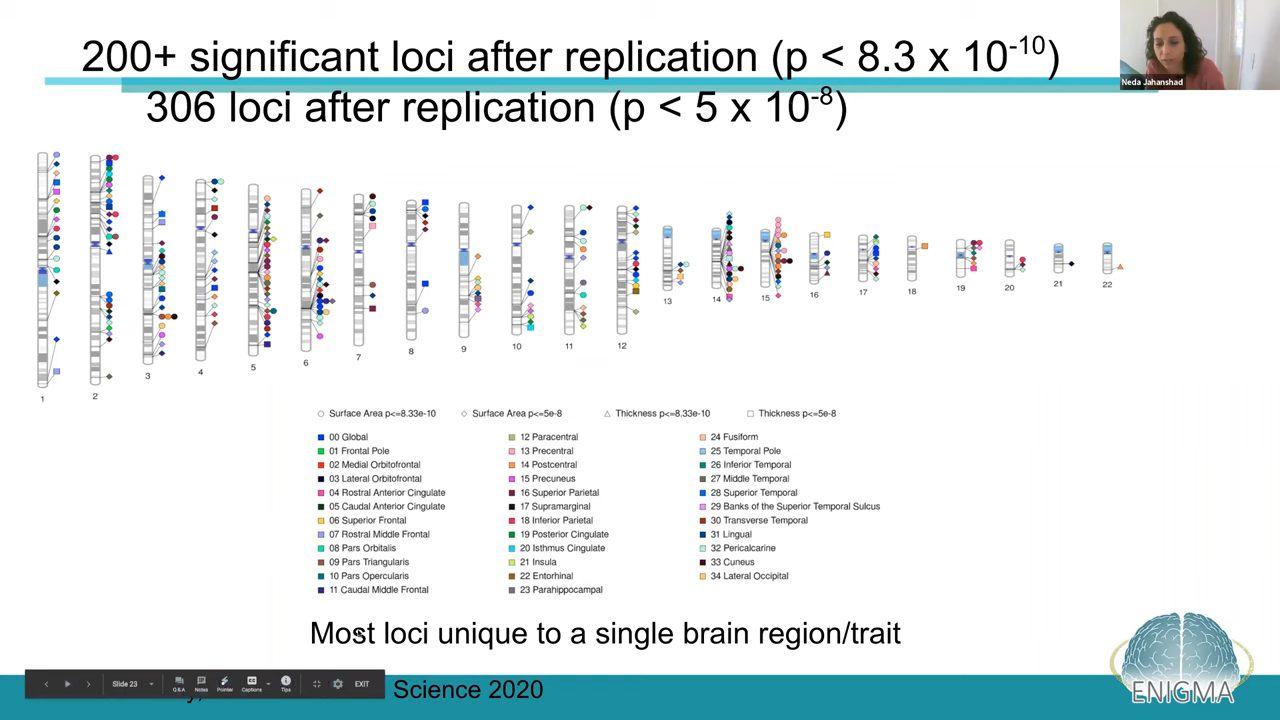 200+ significant loci after replication (p < 8.3 x 10-10)
306 loci after replication (p < 5 x 10-8)
Neda Jahanshad
1
2
3
4
5
6
7
8
9
10
11
12
13
14
15
16
17
18
19
20
21
22
Surface Area p<=8.33e-10
Surface Area p<=5e-8
Thickness p<=8.33e-10
Thickness p<=5e-8
00 Global
01 Frontal Pole
02 Medial Orbitofrontal
03 Lateral Orbitofrontal
04 Rostral Anterior Cingulate
05 Caudal Anterior Cingulate
06 Superior Frontal
07 Rostral Middle Frontal
08 Pars Orbitalis
09 Pars Triangularis
10 Pars Opercularis
11 Caudal Middle Frontal
12 Paracentral
13 Precentral
14 Postcentral
15 Precuneus
16 Superior Parietal
17 Supramarginal
18 Inferior Parietal
19 Posterior Cingulate
20 Isthmus Cingulate
21 Insula
22 Entorhinal
23 Parahippocampal
24 Fusiform
25 Temporal Pole
26 Inferior Temporal
27 Middle Temporal
28 Superior Temporal
29 Banks of the Superior Temporal Sulcus
30 Transverse Temporal
31 Lingual
32 Pericalcarine
33 Cuneus
34 Lateral Occipital
Most loci unique to a single brain region/trait
Slide 23
Q&A
Notes
Pointer
Captions
Tips
EXIT
Science 2020
ENIGMA